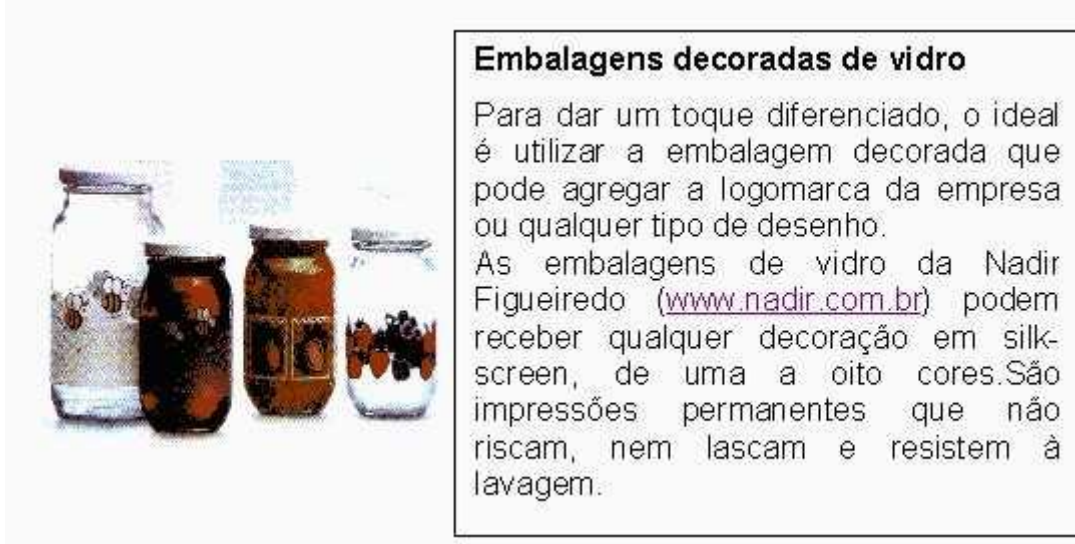 Embalagens decoradas de vidro
Para dar um toque diferenciado, o ideal
é utilizar a embalagem decorada que
pode agregar a logomarca da empresa
ou qualquer tipo de desenho.
As embalagens de vidro da Nadir
Figueiredo (www.nadir.com.br) podem
receber qualquer decoração em silk-
screen, de uma a oito cores.São
impressões permanentes que não
riscam, nem lascam e resistem à
lavagem.